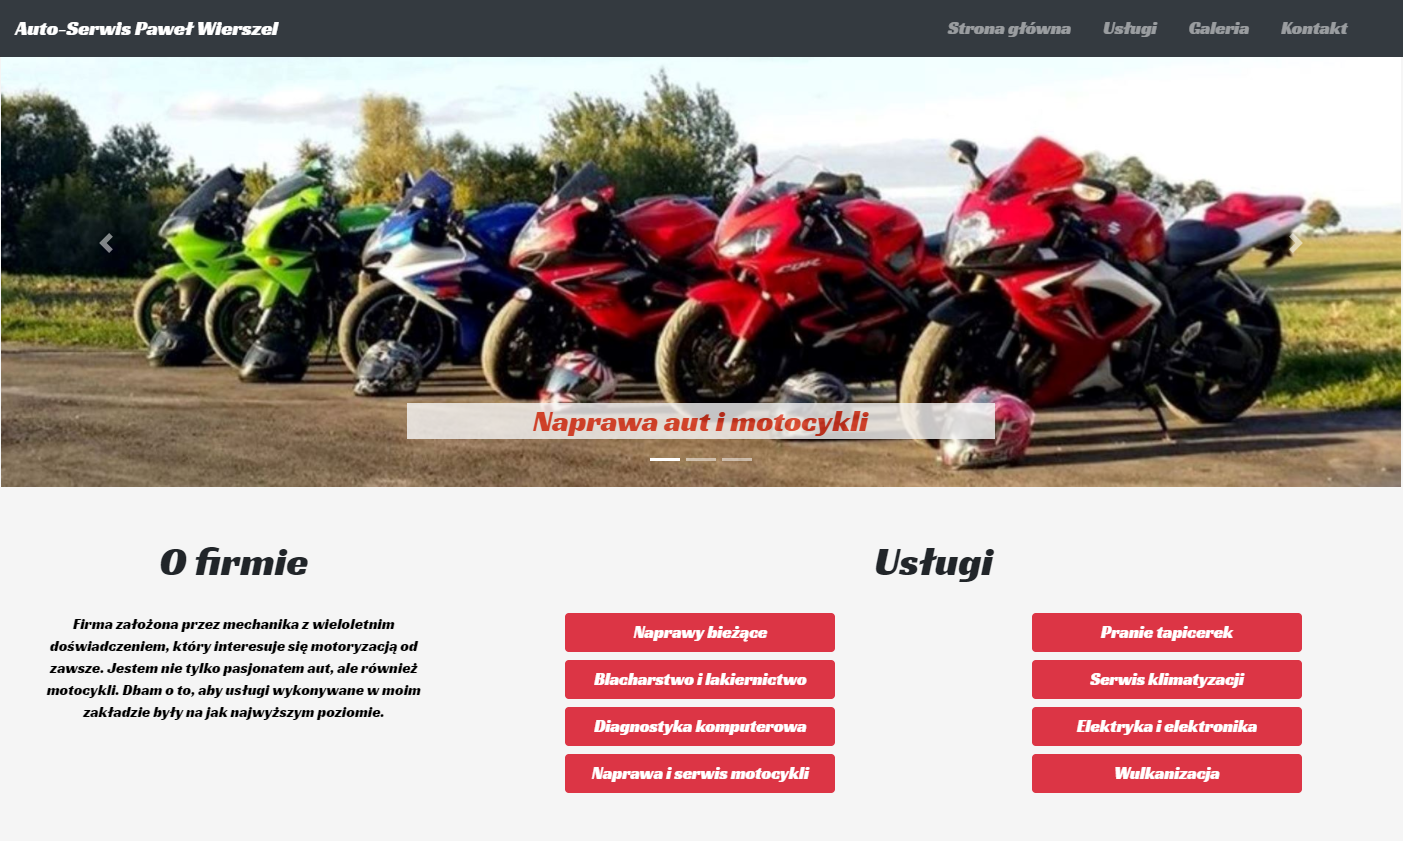 Auto-Serwis Paweł Wierszel
Strona główna Usługi Galeria Kontakt
CBR
Naprawa aut i motocykli
O firmie
Firma założona przez mechanika z wieloletnim
doświadczeniem, który interesuje się motoryzacją od
zawsze. Jestem nie tylko pasjonatem aut, ale również
motocykli. Dbam o to, aby usługi wykonywane w moim
zakładzie były na jak najwyższym poziomie.
Usługi
Naprawy bieżące
Blacharstwo i lakiernictwo
Diagnostyka komputerowa
Naprawa i serwis motocykli
Pranie tapicerek
Serwis klimatyzacji
Elektryka i elektronika
Wulkanizacja